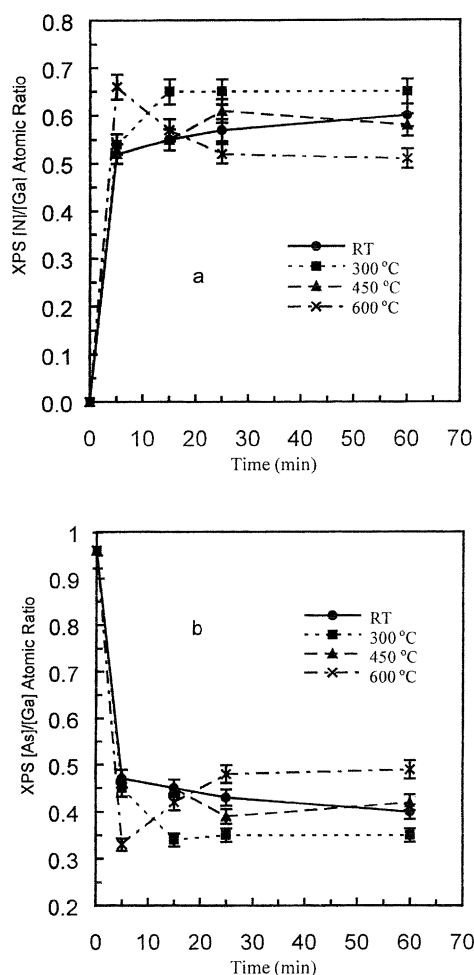 XPS [N]/[Ga] Atomic Ratio
0.8
0.7
0.6
0.5
0.4
0.3
0.2
0.1
0.0
a
RT
300 °C
450 °C
600 °C
0 10 20 30 40 50 60 70
Time (min)
XPS [As]/[Ga] Atomic Ratio
1
0.9
0.8
0.7
0.6
0.5
0.4
0.3
0.2
b
RT
300 °C
450 °C
600 °C
0 10 20 30 40 50 60 70
Time (min)